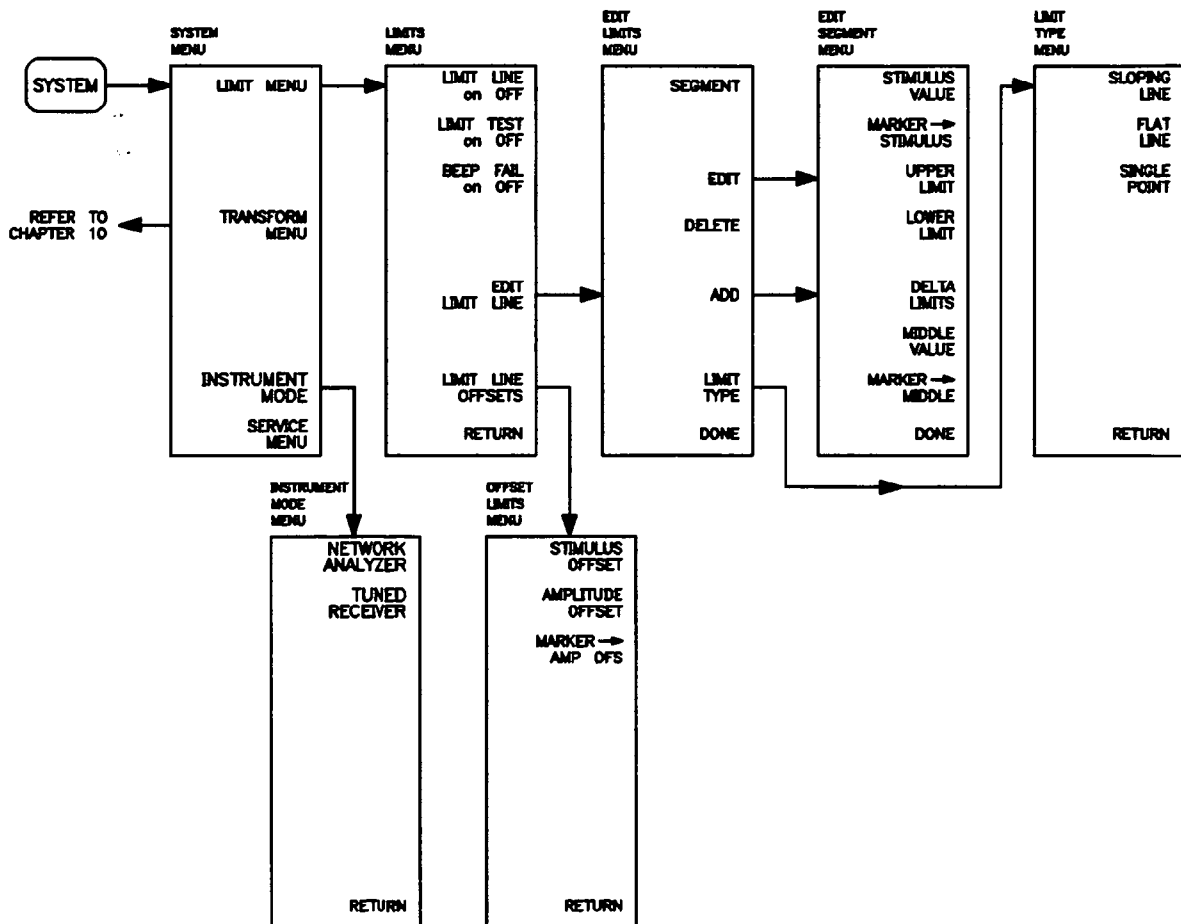 SYSTEM
REFER TO
CHAPTER 10
SYSTEM
MENU
LIMIT MENU
TRANSFORM
MENU
INSTRUMENT
MODE
SERVICE
MENU
LIMITS
MENU
LIMIT LINE
on OFF
LIMIT TEST
on OFF
BEEP FAIL
on OFF
EDIT
LIMIT LINE
LIMIT LINE
OFFSETS
RETURN
EDIT
LIMITS
MENU
SEGMENT
EDIT
DELETE
ADD
LIMIT
TYPE
DONE
EDIT
SEGMENT
MENU
STIMULUS
VALUE
MARKER →
STIMULUS
UPPER
LIMIT
LOWER
LIMIT
DELTA
LIMITS
MIDDLE
VALUE
MARKER →
MIDDLE
DONE
LIMIT
TYPE
MENU
SLOPING
LINE
FLAT
LINE
SINGLE
POINT
RETURN
INSTRUMENT
MODE
MENU
NETWORK
ANALYZER
TUNED
RECEIVER
RETURN
OFFSET
LIMITS
MENU
STIMULUS
OFFSET
AMPLITUDE
OFFSET
MARKER →
AMP OFS
RETURN